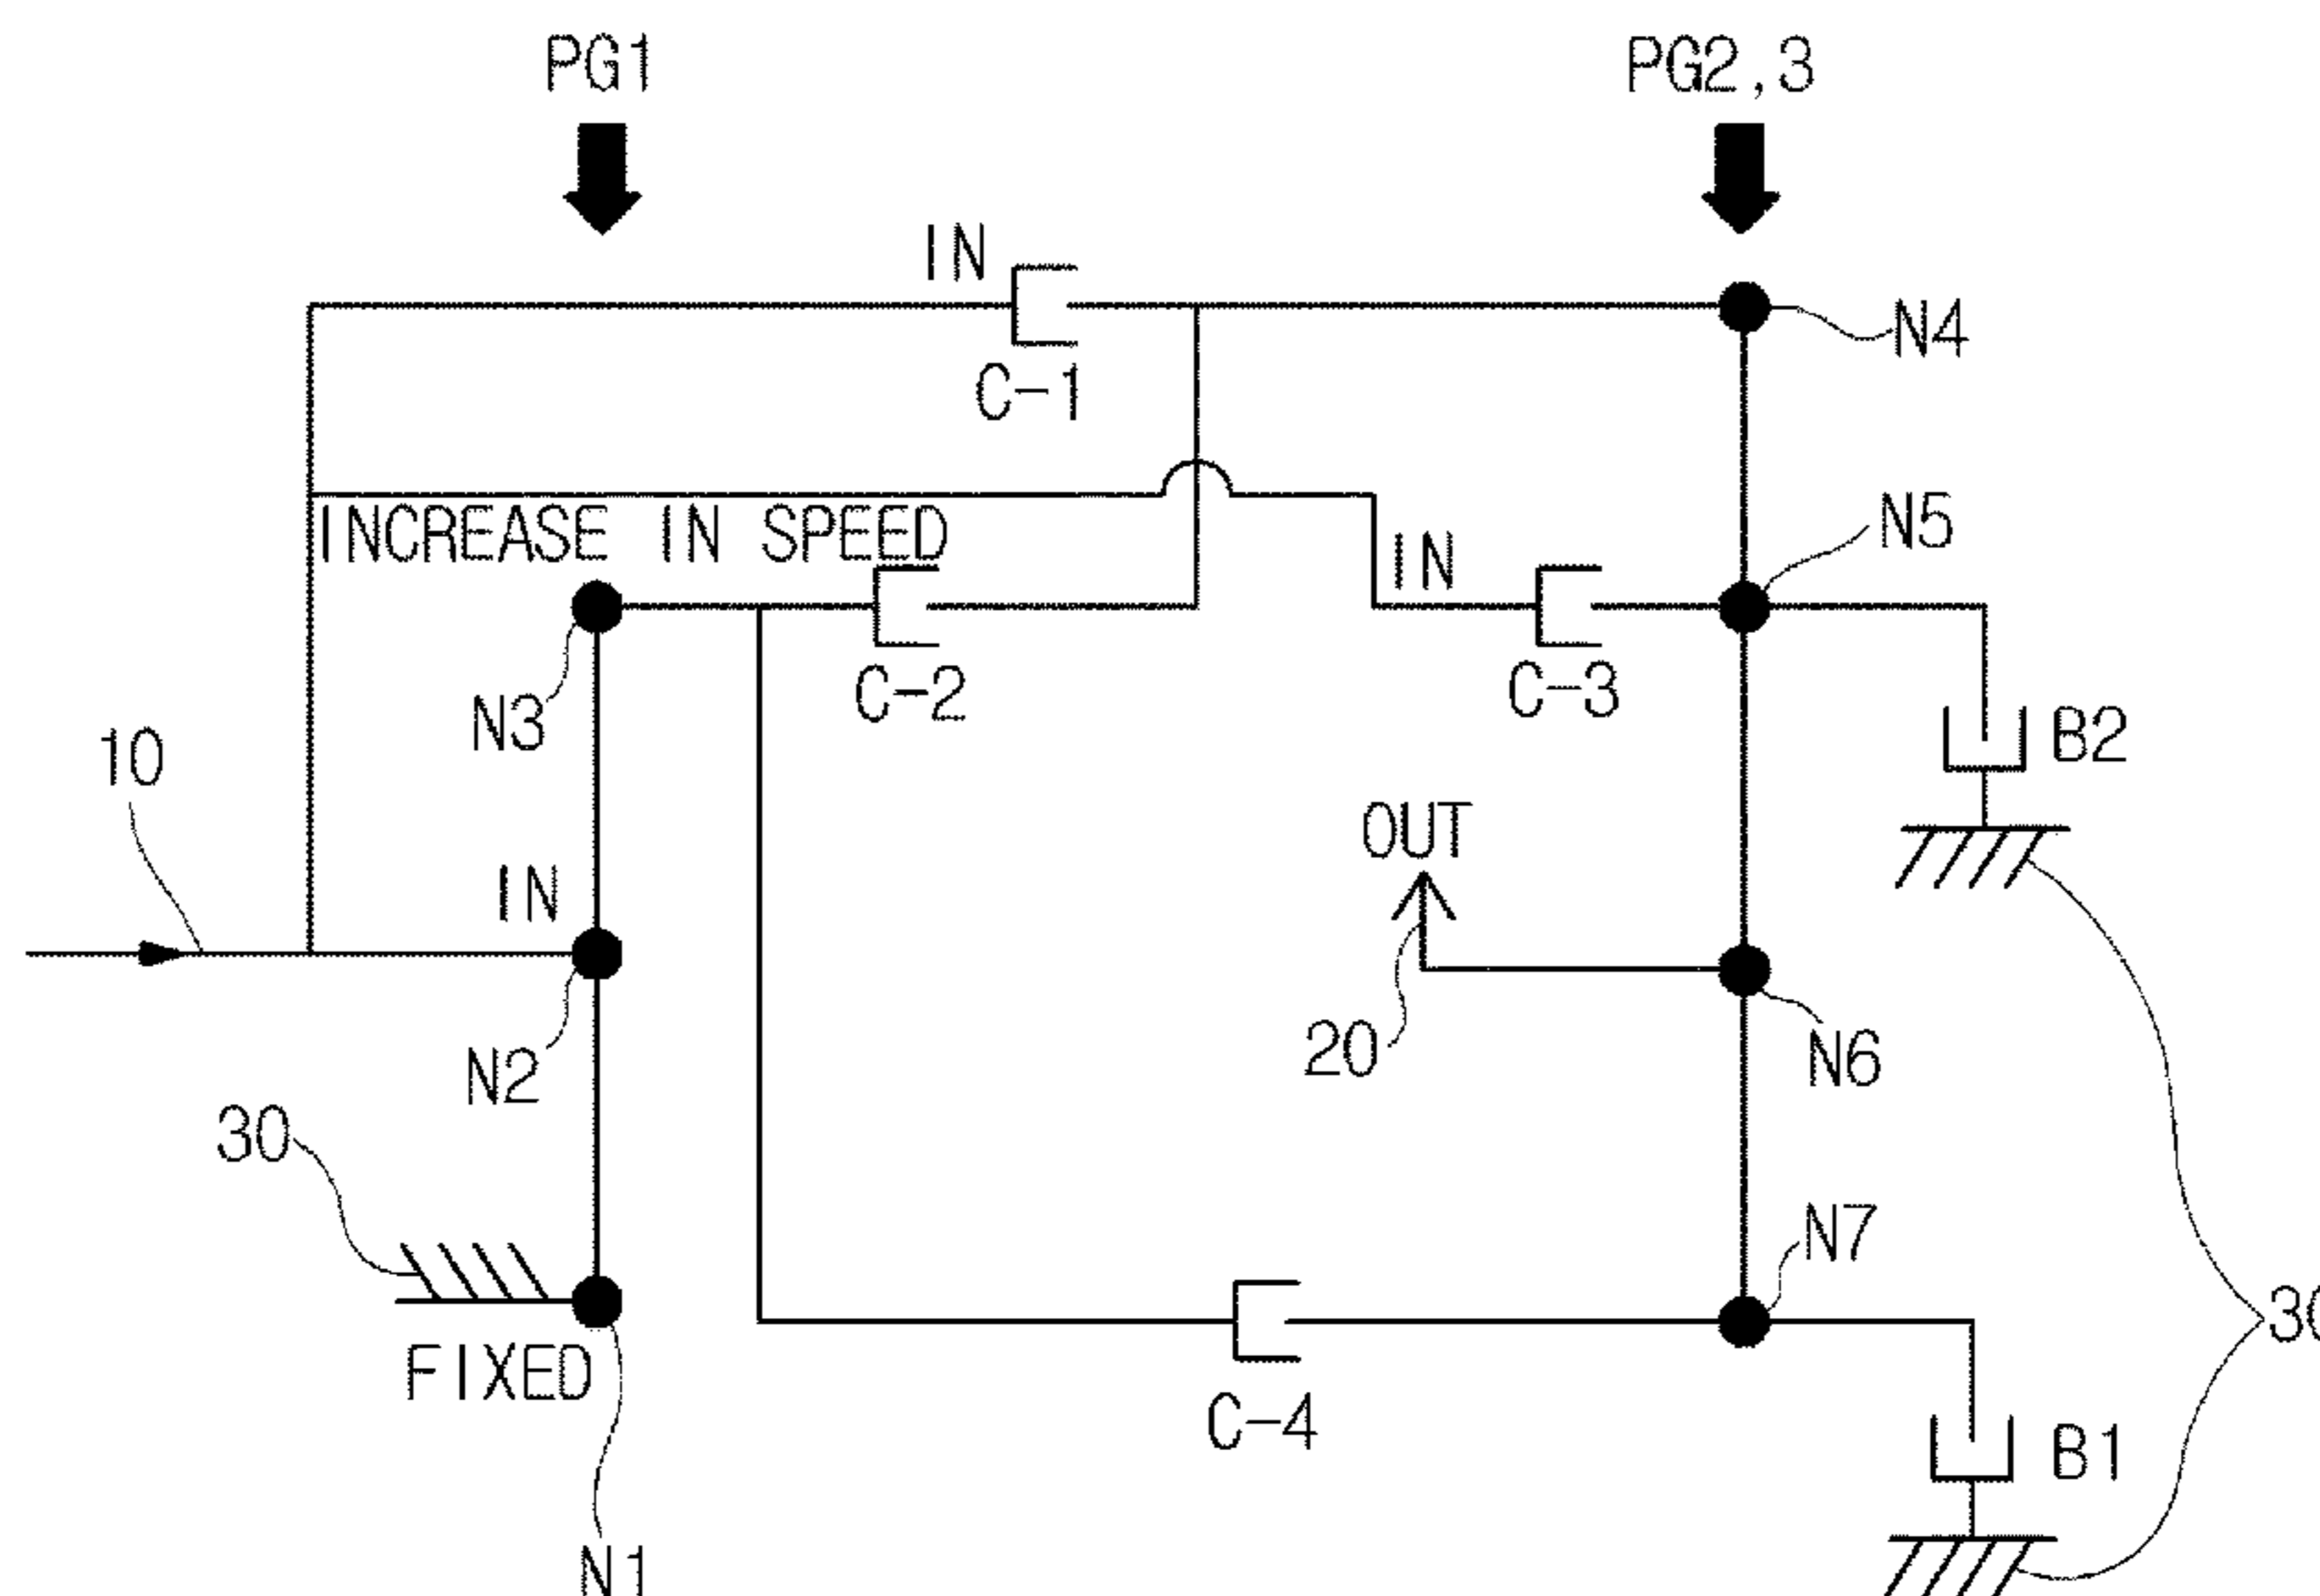 PG1
PG2,3
IN
N4
C-1
INCREASE IN SPEED
IN
N5
N3
C-2
C-3
B2
10
OUT
IN
20
N2
N6
30
N7
FIXED
30
C-4
B1
N1